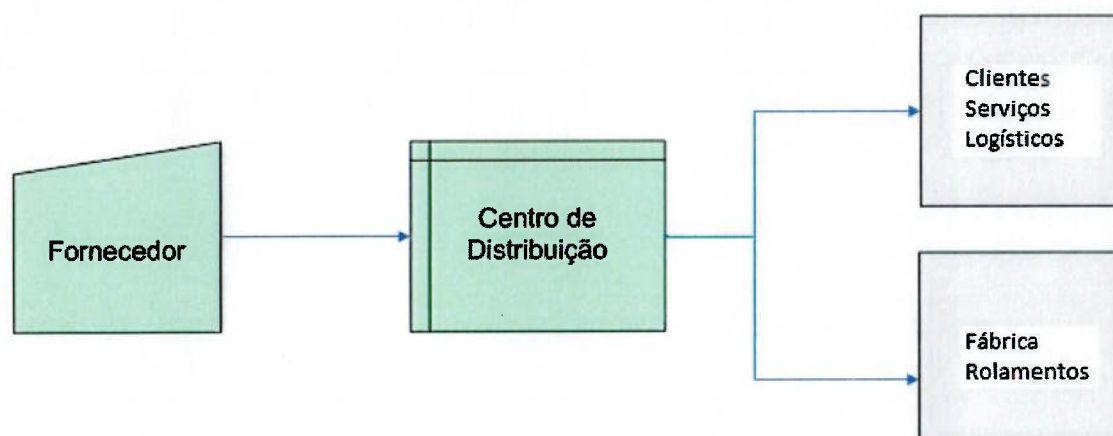 Fornecedor
Centro de
Distribuição
Clientes
Serviços
Logísticos
Fábrica
Rolamentos